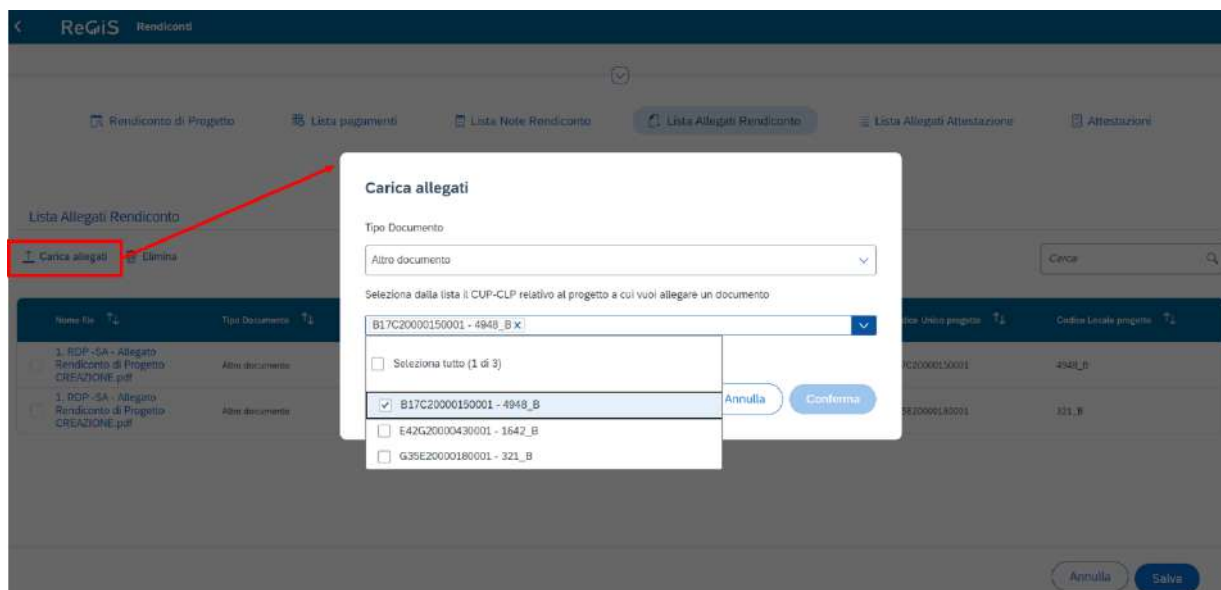 ReGiS Rendiconti
Rendiconto di Progetto
Lista pagamenti
Lista Note Rendiconto
Lista Allegati Rendiconto
Lista Allegati Attestazione
Attestazioni
Lista Allegati Rendiconto
Carica allegati
Elimina
Cerca
Nome file
Tipo Documento
Unico progetto
Codice Locale progetto
1. RDP -SA - Allegato
Rendiconto di Progetto
CREAZIONE.pdf
Altro documento
4948_B
1. RDP -SA - Allegato
Rendiconto di Progetto
CREAZIONE.pdf
Altro documento
321_B
Carica allegati
Tipo Documento
Altro documento
Seleziona dalla lista il CUP-CLP relativo al progetto a cui vuoi allegare un documento
B17C20000150001 - 4948_B
Seleziona tutto (1 di 3)
B17C20000150001 - 4948_B
E42G20000430001 - 1642_B
G35E20000180001 - 321_B
Annulla
Conferma
Annulla
Salva